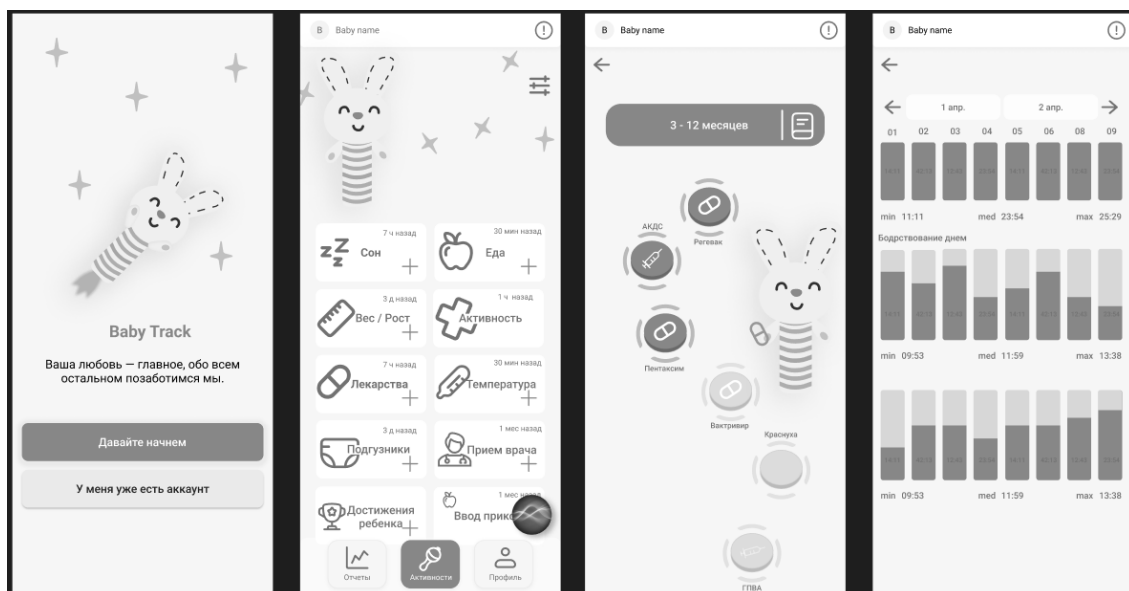 Baby Track
Ваша любовь — главное, обо всем
остальном позаботимся мы.
Давайте начнем
У меня уже есть аккаунт
B Baby name
7 ч назад
Сон
30 мин назад
Еда
3 д назад
Вес / Рост
1 ч назад
Активность
7 ч назад
Лекарства
30 мин назад
Температура
3 д назад
Подгузники
1 мес назад
Прием врача
Достижения
ребенка
1 мес назад
Ввод
Отчеты
Активности
Профиль
B Baby name
3 - 12 месяцев
Регевак
АКДС
Пентаксим
Вактривир
Краснуха
ГПВА
B Baby name
1 апр.
2 апр.
01 02 03 04 05 06 08 09
min 11:11 med 23:54 max 25:29
Бодрствование днем
min 09:53 med 11:59 max 13:38
min 09:53 med 11:59 max 13:38